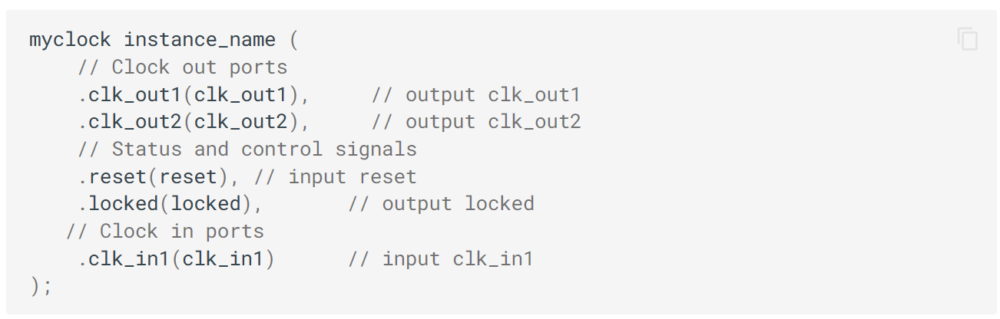 myclock instance_name (
    // Clock out ports
    .clk_out1(clk_out1),     // output clk_out1
    .clk_out2(clk_out2),     // output clk_out2
    // Status and control signals
    .reset(reset), // input reset
    .locked(locked),       // output locked
   // Clock in ports
    .clk_in1(clk_in1)      // input clk_in1
);